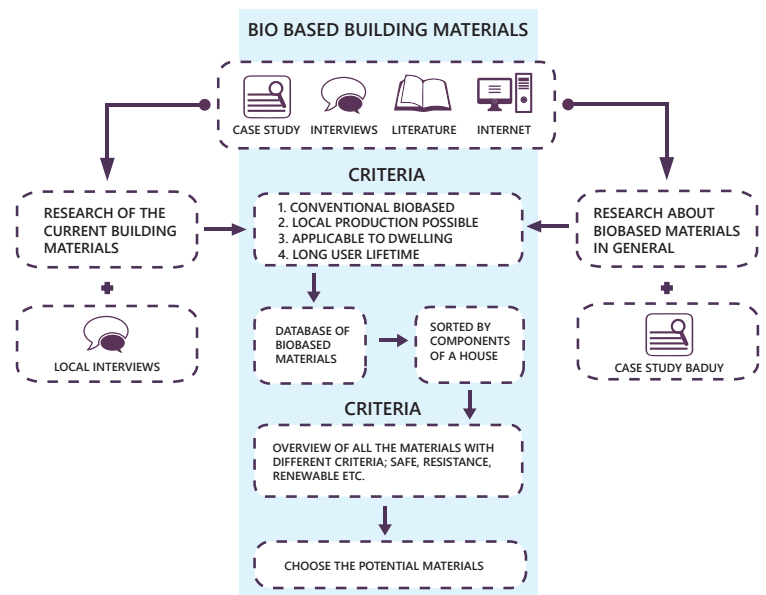 BIO BASED BUILDING MATERIALS
CASE STUDY
INTERVIEWS
LITERATURE
INTERNET
RESEARCH OF THE
CURRENT BUILDING
MATERIALS
LOCAL INTERVIEWS
CRITERIA
1. CONVENTIONAL BIOBASED
2. LOCAL PRODUCTION POSSIBLE
3. APPLICABLE TO DWELLING
4. LONG USER LIFETIME
RESEARCH ABOUT
BIOBASED MATERIALS
IN GENERAL
CASE STUDY BADUY
DATABASE OF
BIOBASED
MATERIALS
SORTED BY
COMPONENTS
OF A HOUSE
CRITERIA
OVERVIEW OF ALL THE MATERIALS WITH
DIFFERENT CRITERIA; SAFE, RESISTANCE,
RENEWABLE ETC.
CHOOSE THE POTENTIAL MATERIALS